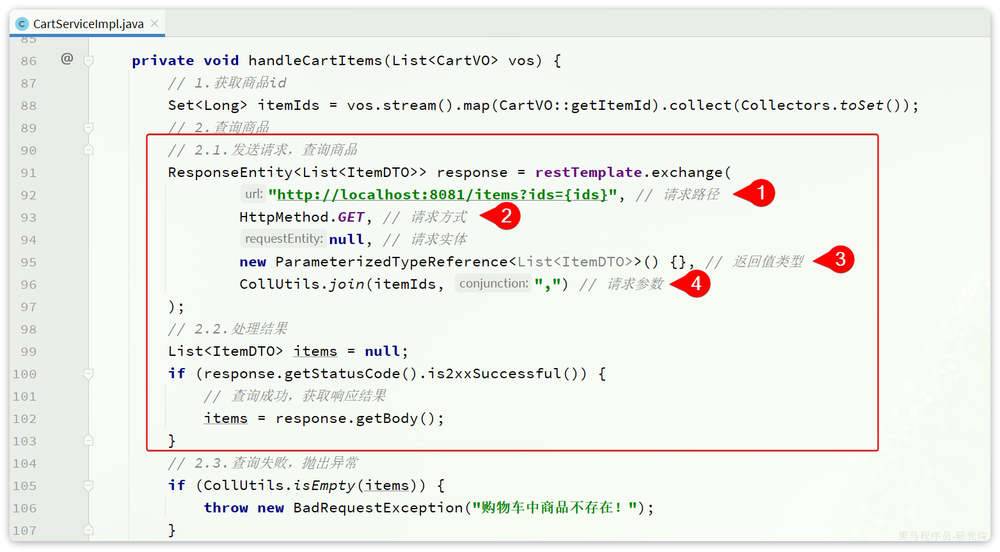 CartServiceImpl.java
85
86 @ private void handleCartItems(List<CartVO> vos) {
87 // 1.获取商品id
88 Set<Long> itemIds = vos.stream().map(CartVO::getItemId).collect(Collectors.toSet());
89 // 2.查询商品
90 // 2.1.发送请求，查询商品
91 ResponseEntity<List<ItemDTO>> response = restTemplate.exchange(
92 url: "http://localhost:8081/items?ids={ids}", // 请求路径 1
93 HttpMethod.GET, // 请求方式 2
94 requestEntity: null, // 请求实体
95 new ParameterizedTypeReference<List<ItemDTO>>() {}, // 返回值类型 3
96 CollUtils.join(itemIds, conjunction: ",") // 请求参数 4
97 );
98 // 2.2.处理结果
99 List<ItemDTO> items = null;
100 if (response.getStatusCode().is2xxSuccessful()) {
101 // 查询成功，获取响应结果
102 items = response.getBody();
103 }
104 // 2.3.查询失败，抛出异常
105 if (CollUtils.isEmpty(items)) {
106 throw new BadRequestException("购物车中商品不存在！");
107 }
黑马程序员-研究院